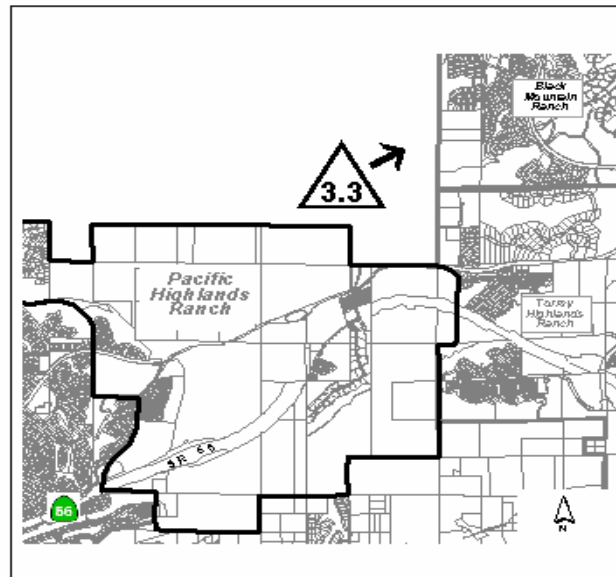 Black
Mountain
Ranch
3.3
Pacific
Highlands
Ranch
Torrey
Highlands
Ranch
SR 56
56
N